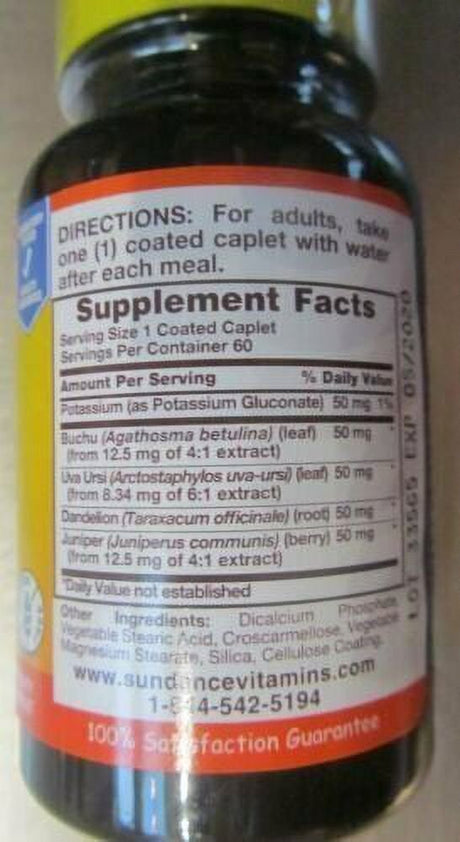 DIRECTIONS: For adults, take
one (1) coated caplet with water
after each meal.
Supplement Facts
Serving Size 1 Coated Caplet
Servings Per Container 60
Amount Per Serving % Daily Value
Potassium (as Potassium Gluconate) 50 mg 1%
Buchu (Agathosma betulina) (leaf) 50 mg *
(from 12.5 mg of 4:1 extract)
Uva Ursi (Arctostaphylos uva-ursi) (leaf) 50 mg *
(from 8.34 mg of 6:1 extract)
Dandelion (Taraxacum officinale) (root) 50 mg *
Juniper (Juniperus communis) (berry) 50 mg *
(from 12.5 mg of 4:1 extract)
*Daily Value not established
Other Ingredients: Dicalcium Phosphate,
Vegetable Stearic Acid, Croscarmellose, Vegetable
Magnesium Stearate, Silica, Cellulose Coating.
www.sundancevitamins.com
1-844-542-5194
100% Satisfaction Guarantee
LOT 33565 EXP 05/2020